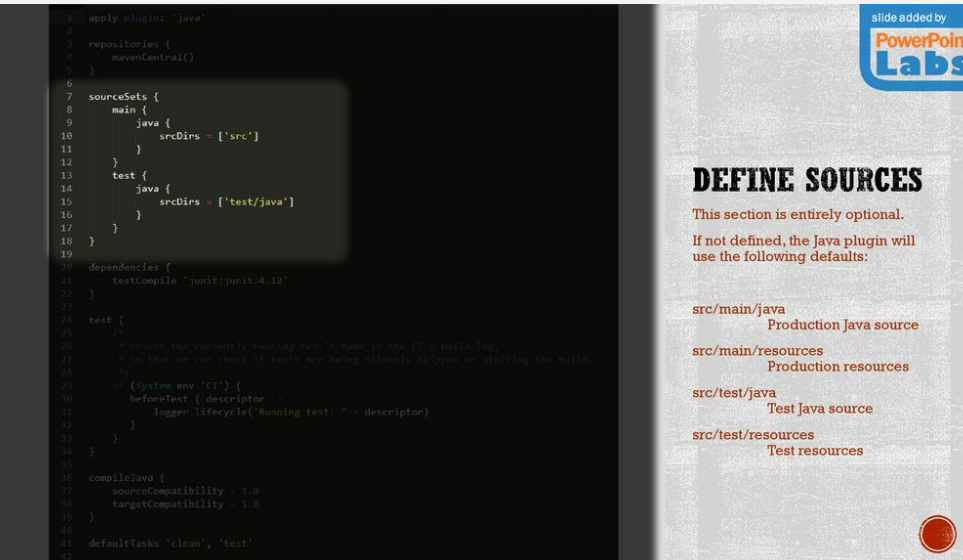 1 apply plugin: 'java'
2
3 repositories {
4 mavenCentral()
5 }
6
7 sourceSets {
8 main {
9 java {
10 srcDirs = ['src']
11 }
12 }
13 test {
14 java {
15 srcDirs = ['test/java']
16 }
17 }
18 }
19
20 dependencies {
21 testCompile 'junit:junit:4.12'
22 }
23
24 test {
25 /*
26 * Prints the currently running test's name in the CI's build log,
27 * so that we can check if tests are being silently skipped or stalling the build.
28 */
29 if (System.env.'CI') {
30 beforeTest { descriptor ->
31 logger.lifecycle('Running test: ' + descriptor)
32 }
33 }
34 }
35
36 compileJava {
37 sourceCompatibility = 1.8
38 targetCompatibility = 1.8
39 }
40
41 defaultTasks 'clean', 'test'
42
slide added by
PowerPoin
Labs
DEFINE SOURCES
This section is entirely optional.
If not defined, the Java plugin will
use the following defaults:
src/main/java
Production Java source
src/main/resources
Production resources
src/test/java
Test Java source
src/test/resources
Test resources